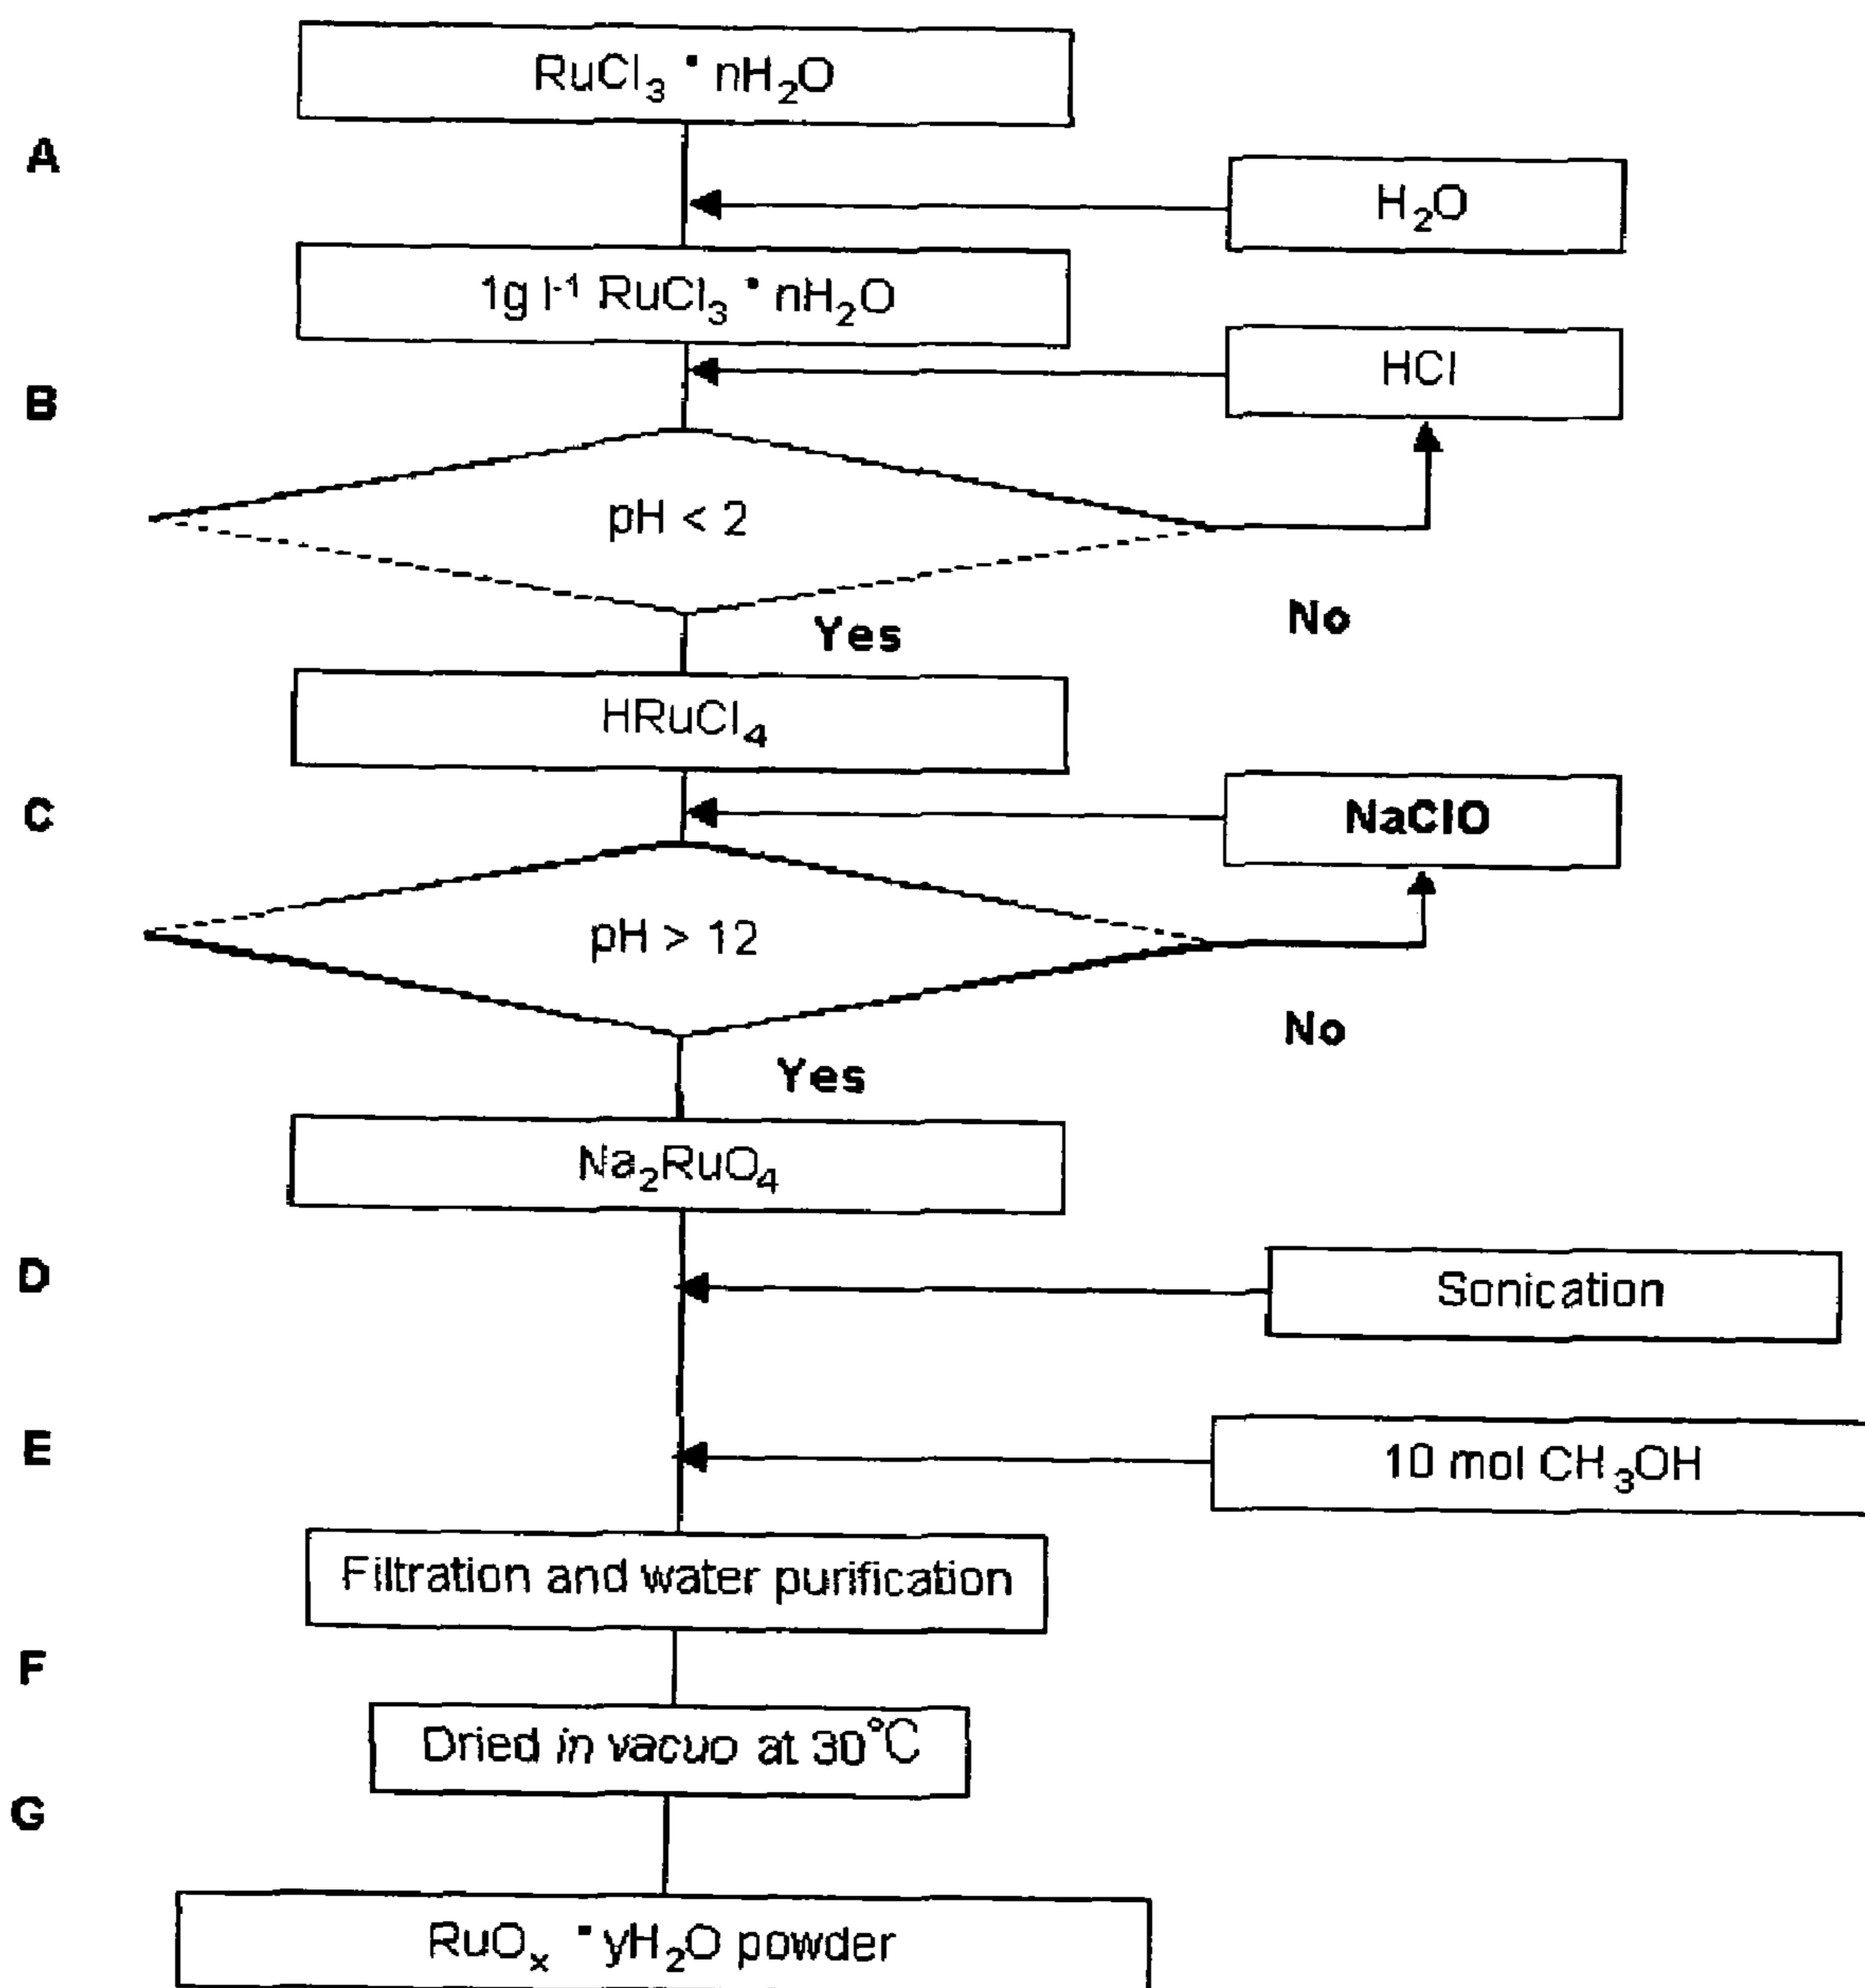 RuCl₃ · nH₂O
A
H₂O
1g l⁻¹ RuCl₃ · nH₂O
HCl
B
pH < 2
Yes
No
HRuCl₄
C
NaClO
pH > 12
Yes
No
Na₂RuO₄
D
Sonication
E
10 mol CH₃OH
Filtration and water purification
F
Dried in vacuo at 30°C
G
RuOₓ · yH₂O powder